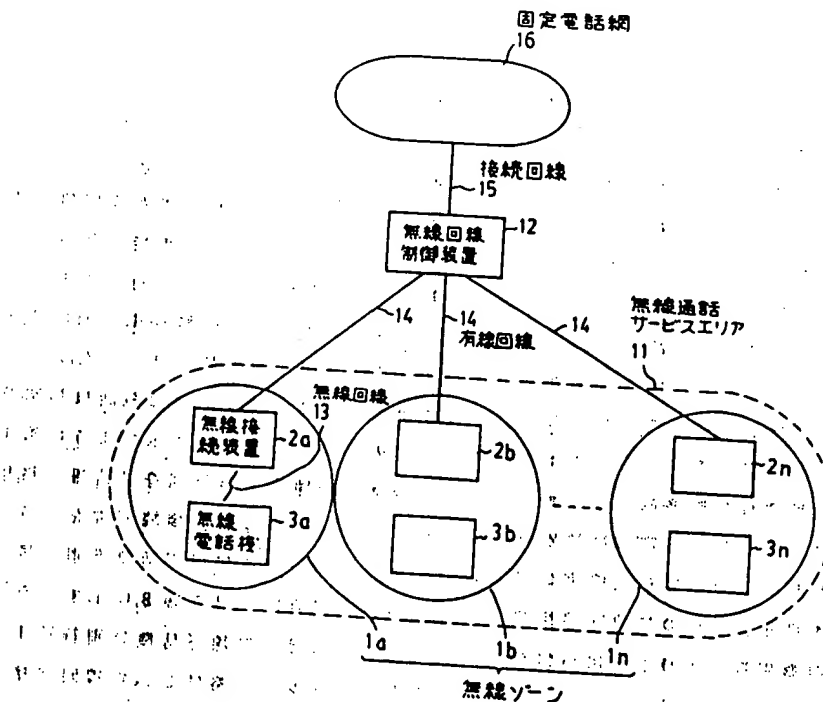 固定電話網
16
接続回線
15
無線回線
制御装置
12
14
14
有線回線
14
無線通話
サービスエリア
11
無線回線
13
無線接
続装置
2a
2b
2n
無線
電話機
3a
3b
3n
1a
1b
1n
無線ゾーン